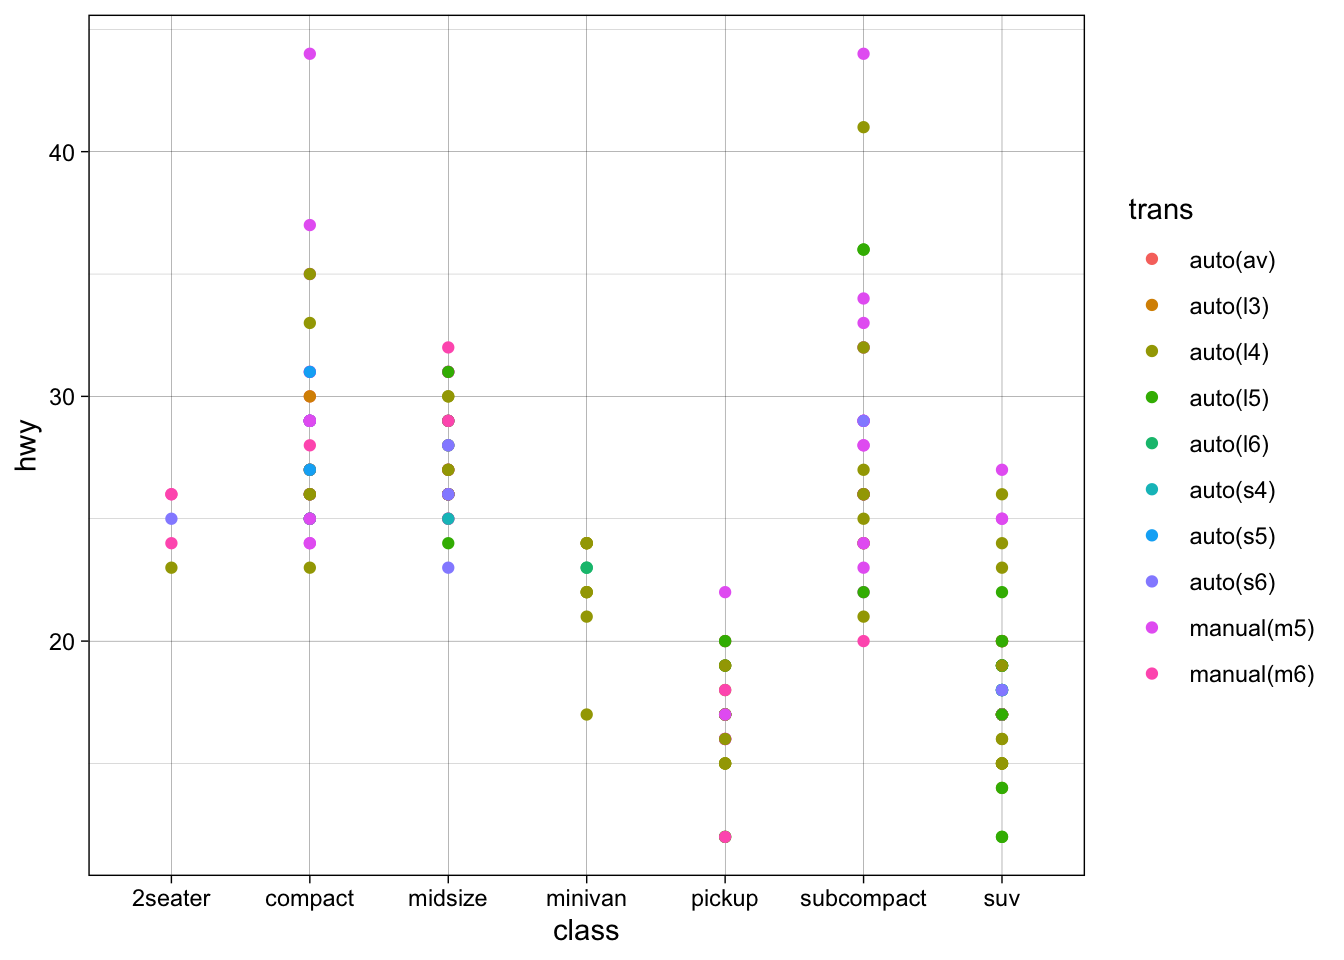 hwy
40
30
20
2seater compact midsize minivan pickup subcompact suv
class
trans
auto(av)
auto(l3)
auto(l4)
auto(l5)
auto(l6)
auto(s4)
auto(s5)
auto(s6)
manual(m5)
manual(m6)